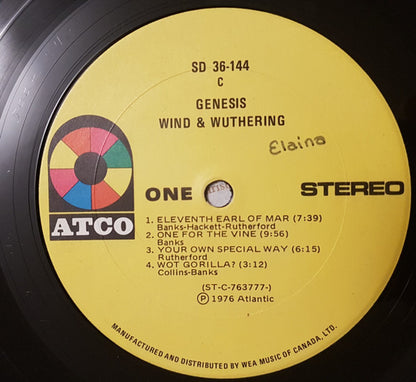 SD 36-144
C
GENESIS
WIND & WUTHERING
Elaina
ATCO
ONE
STEREO
1. ELEVENTH EARL OF MAR (7:39)
Banks-Hackett-Rutherford
2. ONE FOR THE VINE (9:56)
Banks
3. YOUR OWN SPECIAL WAY (6:15)
Rutherford
4. WOT GORILLA? (3:12)
Collins-Banks
(ST-C-763777-)
Ⓟ 1976 Atlantic
MANUFACTURED AND DISTRIBUTED BY WEA MUSIC OF CANADA, LTD.